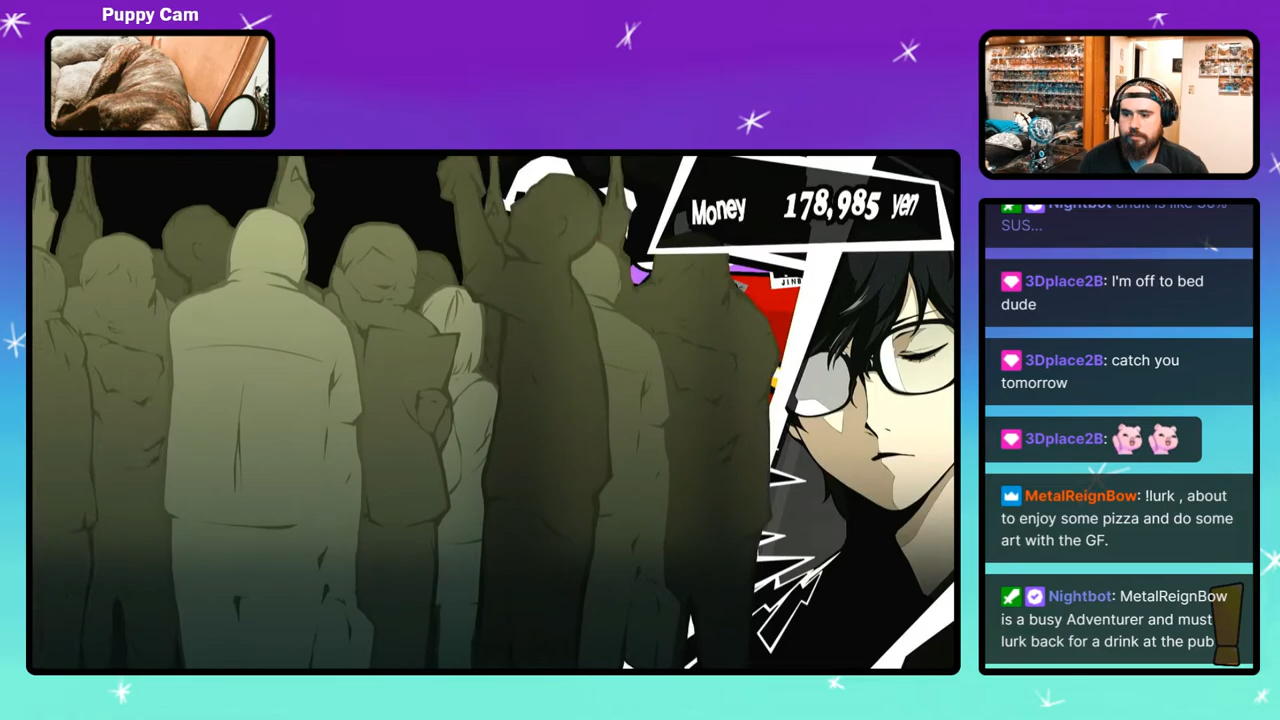 Puppy Cam
Money 178,985 yen
SUS...
3Dplace2B: I'm off to bed
dude
3Dplace2B: catch you
tomorrow
3Dplace2B:
MetalReignBow: !lurk , about
to enjoy some pizza and do some
art with the GF.
Nightbot: MetalReignBow
is a busy Adventurer and must
lurk back for a drink at the pub